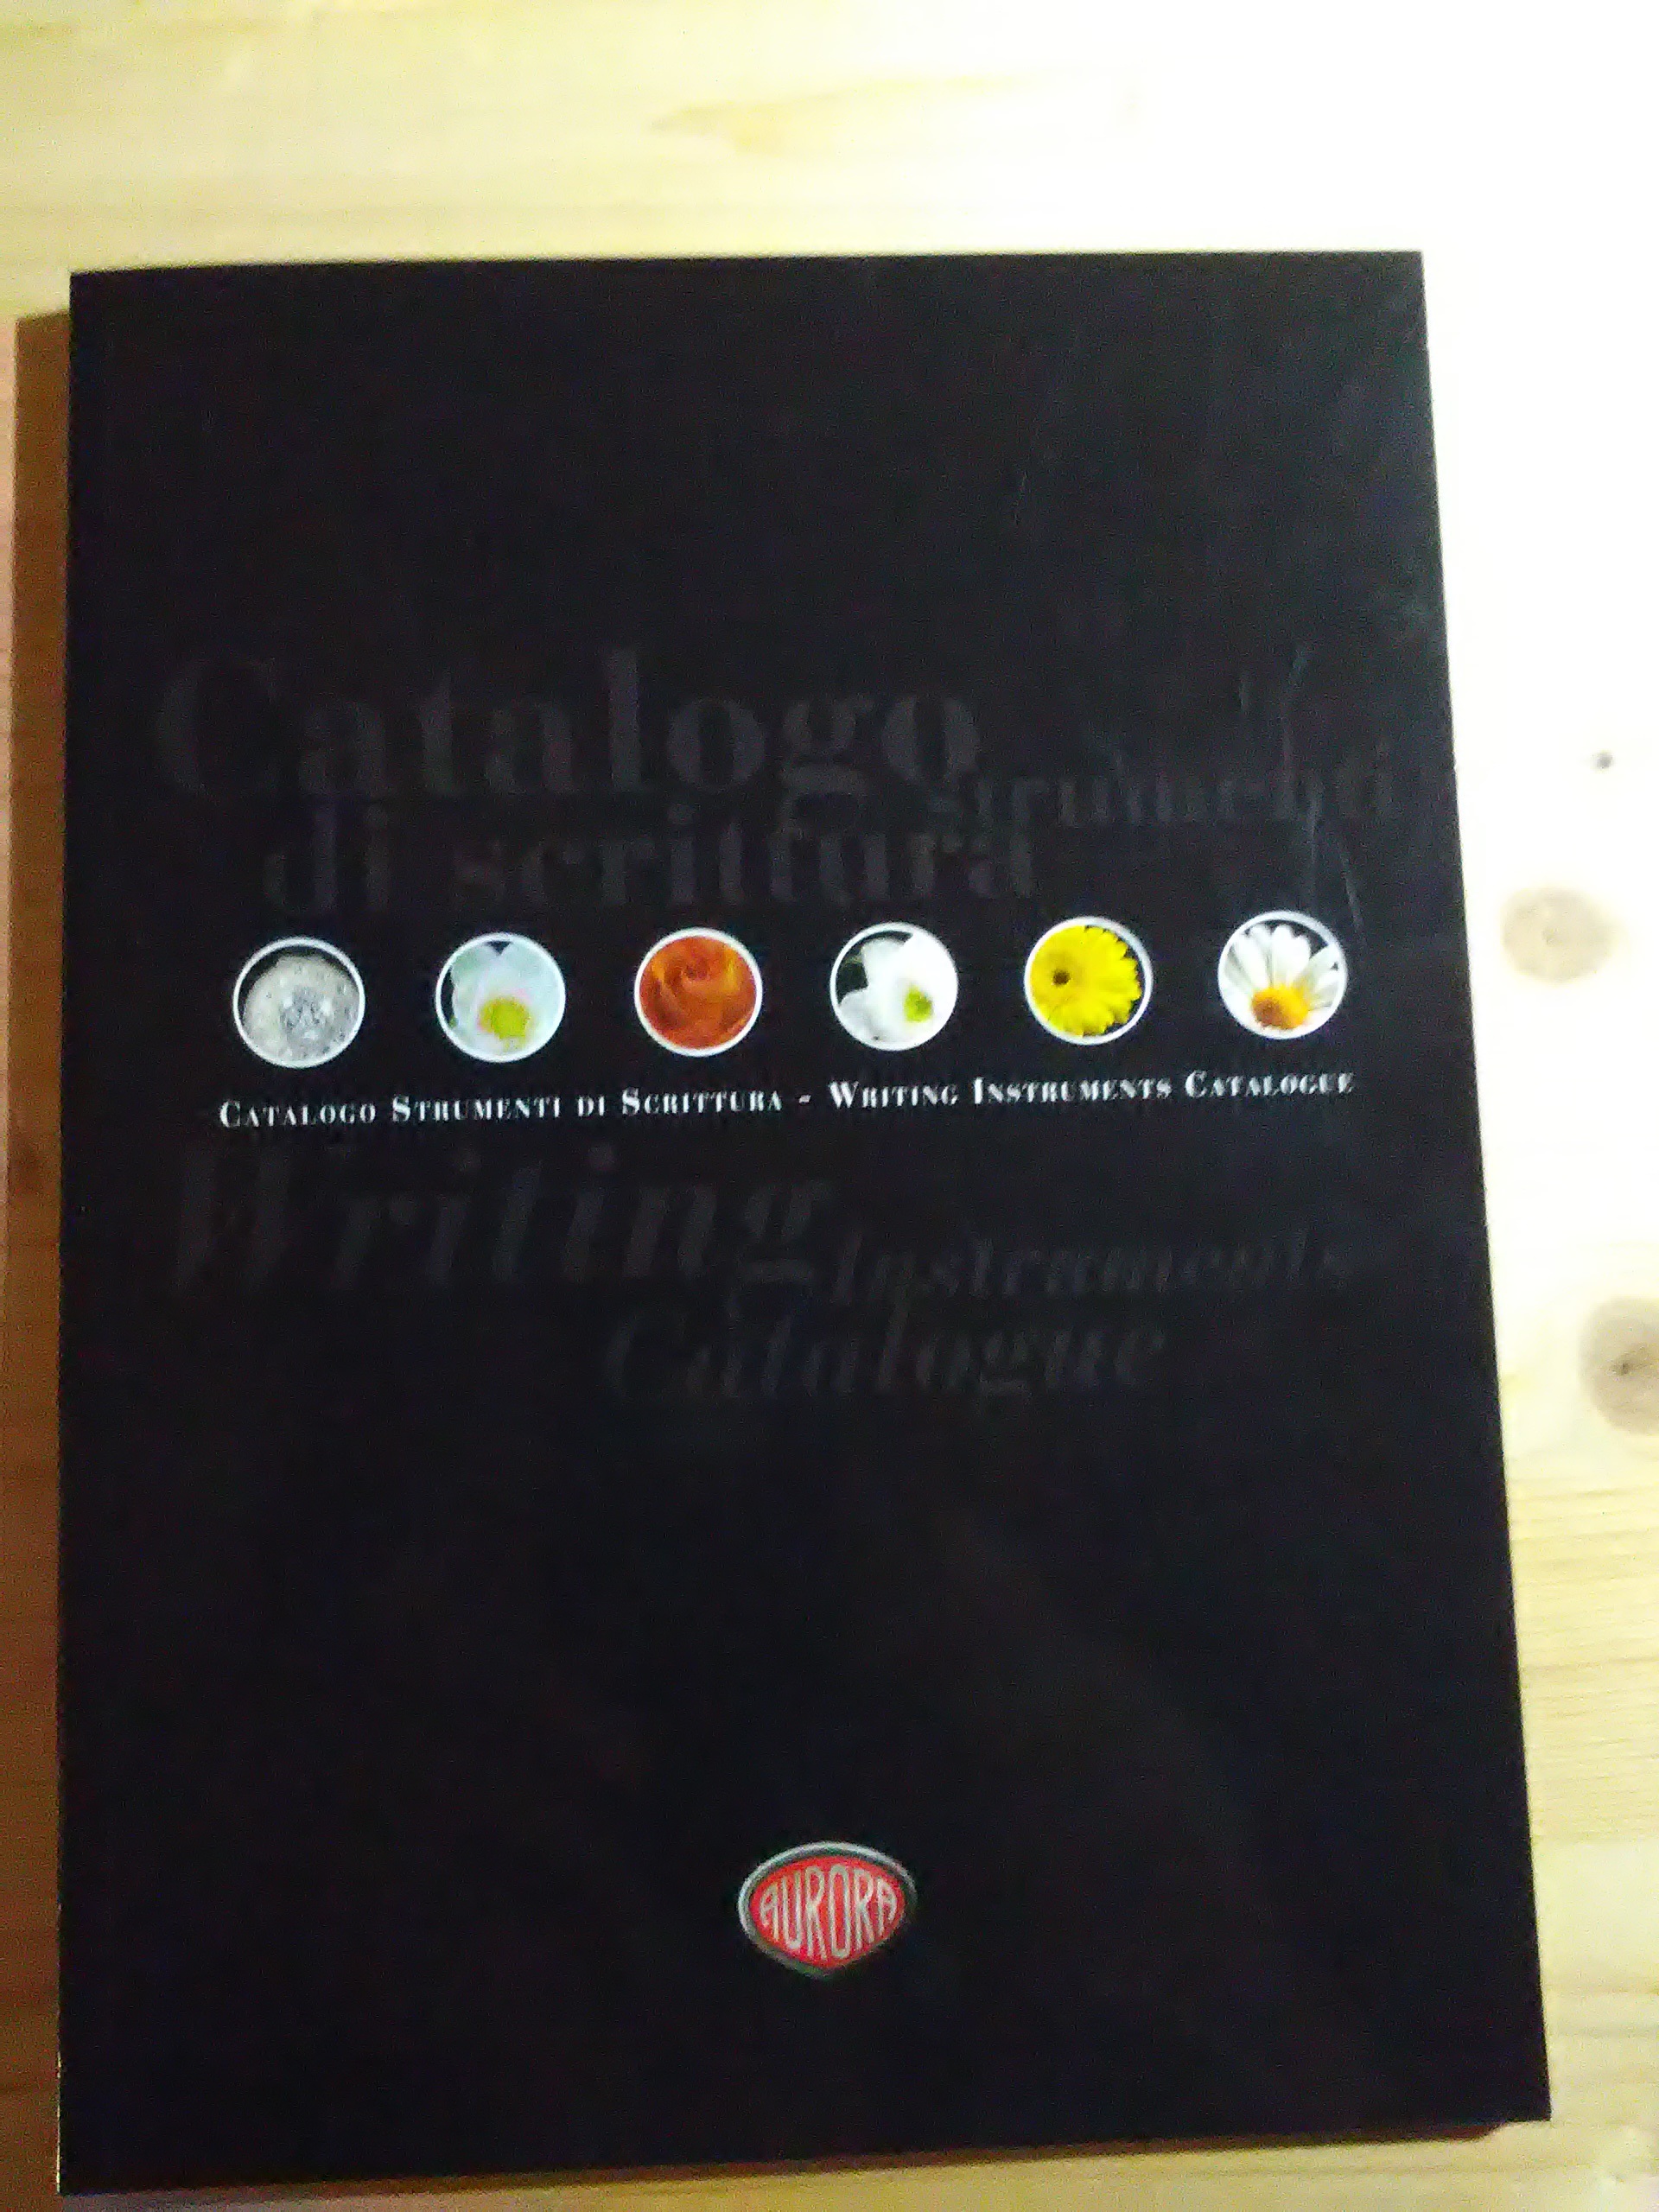 Catalogo
strumenti
di scrittura
CATALOGO STRUMENTI DI SCRITTURA - WRITING INSTRUMENTS CATALOGUE
Writing
Instruments
Catalogue
AURORA